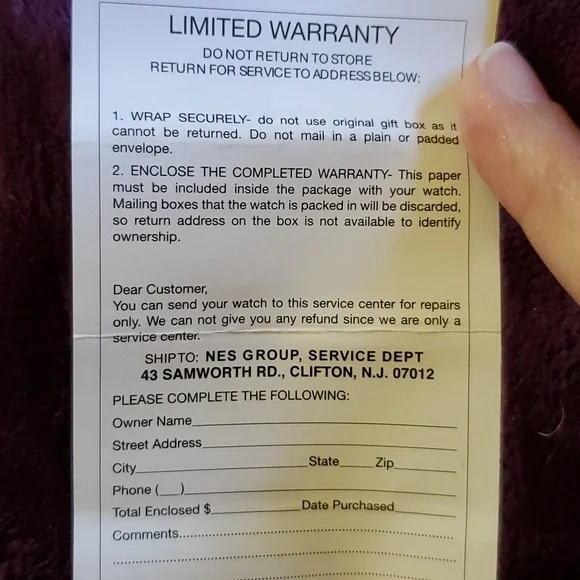 LIMITED WARRANTY
DO NOT RETURN TO STORE
RETURN FOR SERVICE TO ADDRESS BELOW:
1. WRAP SECURELY- do not use original gift box as it
cannot be returned. Do not mail in a plain or padded
envelope.
2. ENCLOSE THE COMPLETED WARRANTY- This paper
must be included inside the package with your watch.
Mailing boxes that the watch is packed in will be discarded,
so return address on the box is not available to identify
ownership.
Dear Customer,
You can send your watch to this service center for repairs
only. We can not give you any refund since we are only a
service center.
SHIP TO: NES GROUP, SERVICE DEPT
43 SAMWORTH RD., CLIFTON, N.J. 07012
PLEASE COMPLETE THE FOLLOWING:
Owner Name
Street Address
City State Zip
Phone (__)
Total Enclosed $ Date Purchased
Comments